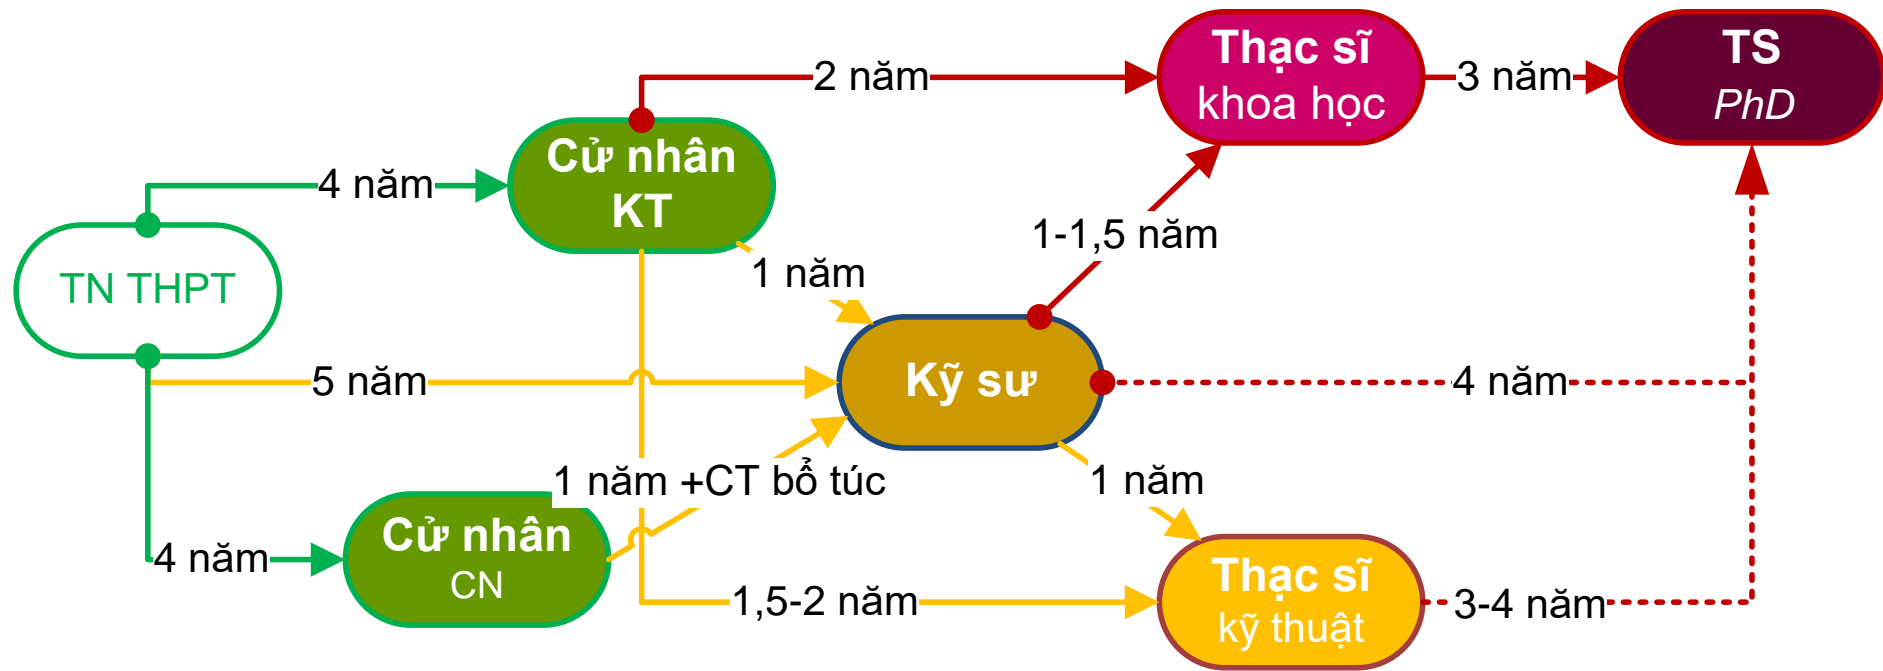 Thạc sĩ
khoa học
TS
PhD
2 năm
3 năm
Cử nhân
KT
4 năm
1-1,5 năm
TN THPT
1 năm
5 năm
Kỹ sư
4 năm
1 năm +CT bổ túc
1 năm
Cử nhân
CN
4 năm
1,5-2 năm
Thạc sĩ
kỹ thuật
3-4 năm